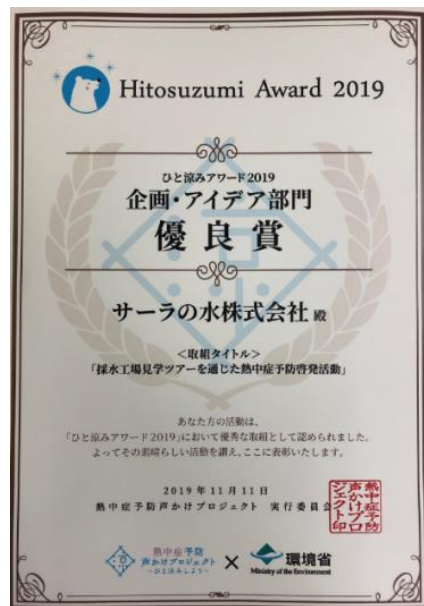 Hitosuzumi Award 2019
ひと涼みアワード2019
企画・アイデア部門
優良賞
サーラの水株式会社 殿
<取組タイトル>
「採水工場見学ツアーを通じた熱中症予防啓発活動」
あなた方の活動は、
「ひと涼みアワード2019」において優秀な取組として認められました。
よってその素晴らしい活動を讃え、ここに表彰いたします。
2019年11月11日
熱中症予防声かけプロジェクト 実行委員会
熱中症予防
声かけプロ
ジェクト印
熱中症予防
声かけプロジェクト
~ひと涼みしよう~
×
環境省
Ministry of the Environment
涼